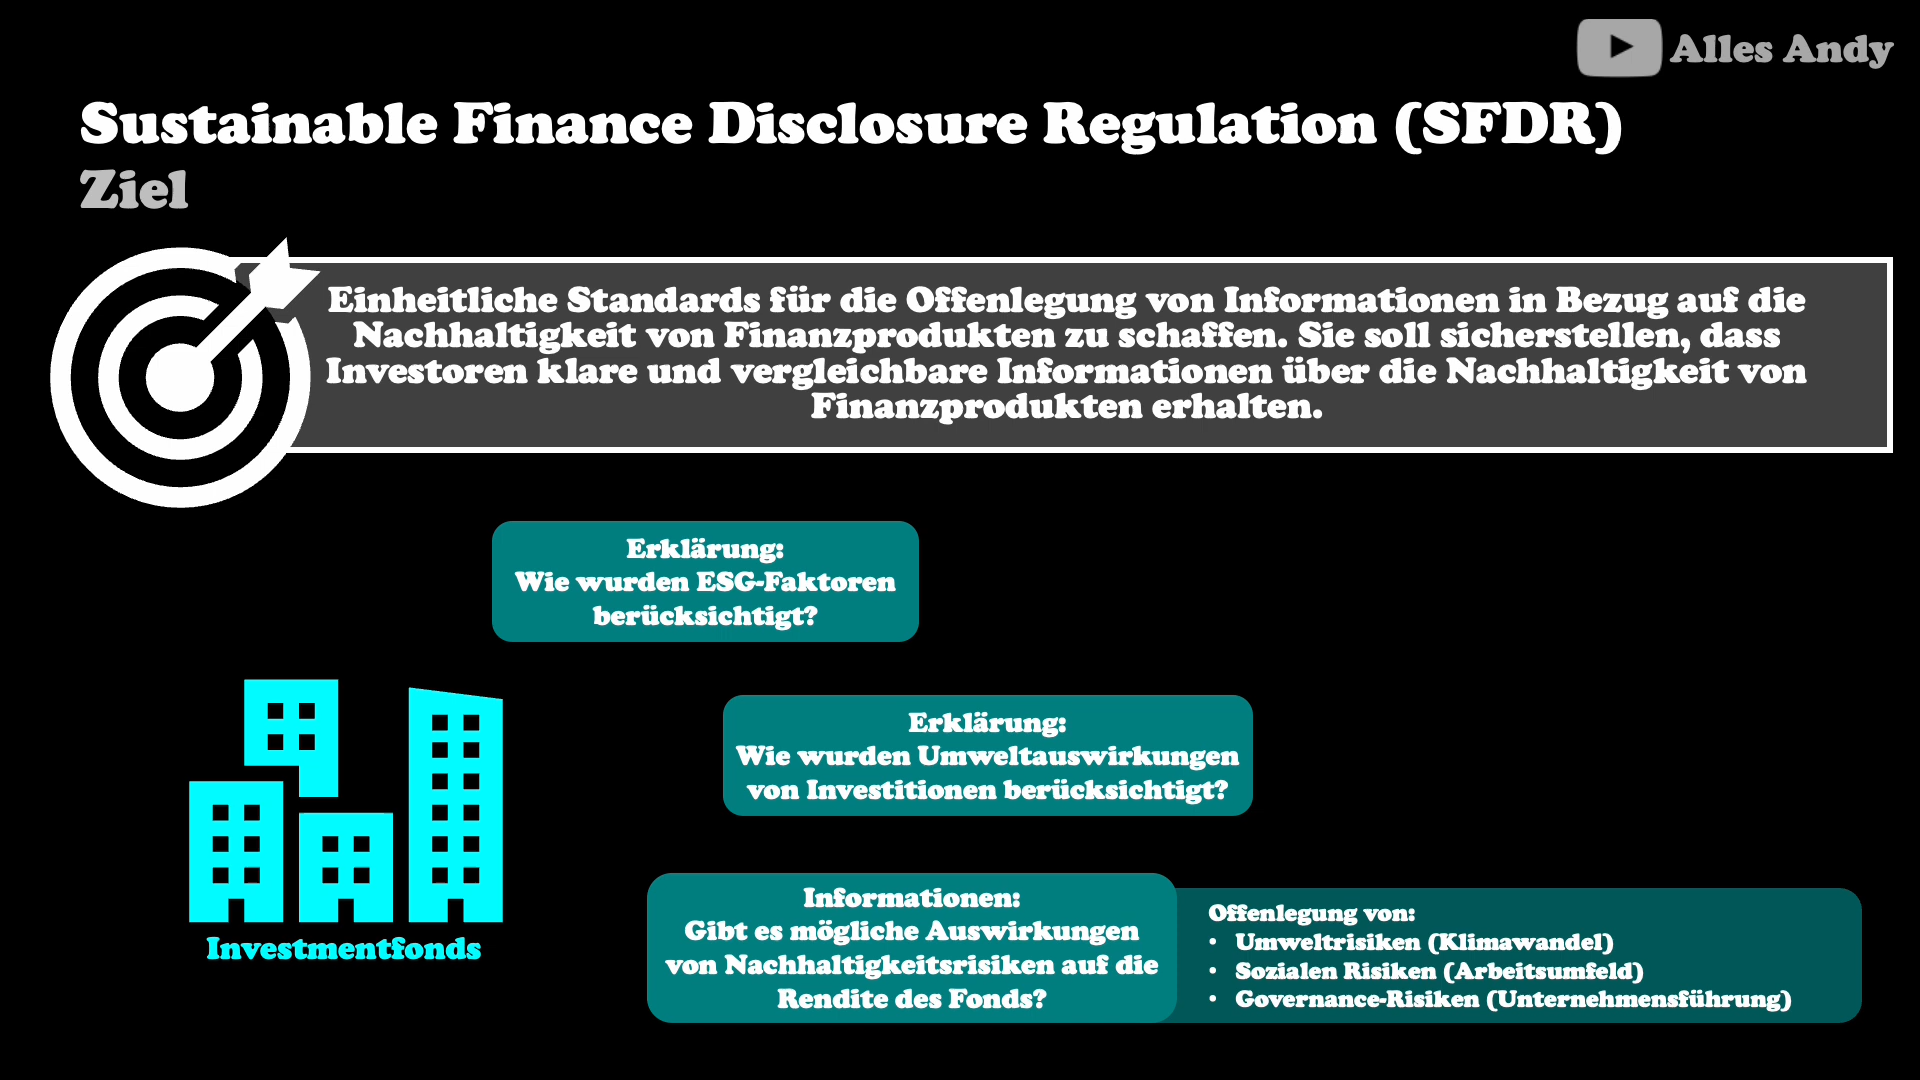 Alles Andy
Sustainable Finance Disclosure Regulation (SFDR)
Ziel
Einheitliche Standards für die Offenlegung von Informationen in Bezug auf die
Nachhaltigkeit von Finanzprodukten zu schaffen. Sie soll sicherstellen, dass
Investoren klare und vergleichbare Informationen über die Nachhaltigkeit von
Finanzprodukten erhalten.
Erklärung:
Wie wurden ESG-Faktoren
berücksichtigt?
Erklärung:
Wie wurden Umweltauswirkungen
von Investitionen berücksichtigt?
Investmentfonds
Informationen:
Gibt es mögliche Auswirkungen
von Nachhaltigkeitsrisiken auf die
Rendite des Fonds?
Offenlegung von:
• Umweltrisiken (Klimawandel)
• Sozialen Risiken (Arbeitsumfeld)
• Governance-Risiken (Unternehmensführung)